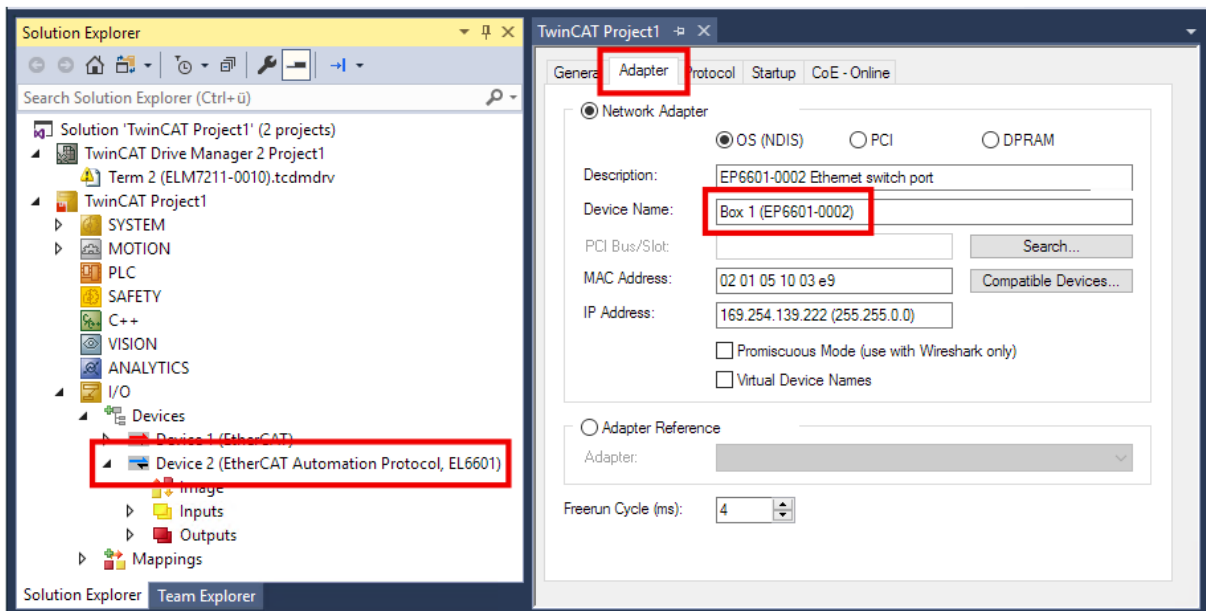 Solution Explorer
Search Solution Explorer (Ctrl+ü)
Solution 'TwinCAT Project1' (2 projects)
TwinCAT Drive Manager 2 Project1
Term 2 (ELM7211-0010).tcdmdrv
TwinCAT Project1
SYSTEM
MOTION
PLC
SAFETY
C++
VISION
ANALYTICS
I/O
Devices
Device 1 (EtherCAT)
Device 2 (EtherCAT Automation Protocol, EL6601)
Image
Inputs
Outputs
Mappings
Solution Explorer Team Explorer
TwinCAT Project1
General Adapter Protocol Startup CoE - Online
Network Adapter
OS (NDIS) PCI DPRAM
Description: EP6601-0002 Ethernet switch port
Device Name: Box 1 (EP6601-0002)
PCI Bus/Slot: Search...
MAC Address: 02 01 05 10 03 e9 Compatible Devices...
IP Address: 169.254.139.222 (255.255.0.0)
Promiscuous Mode (use with Wireshark only)
Virtual Device Names
Adapter Reference
Adapter:
Freerun Cycle (ms): 4